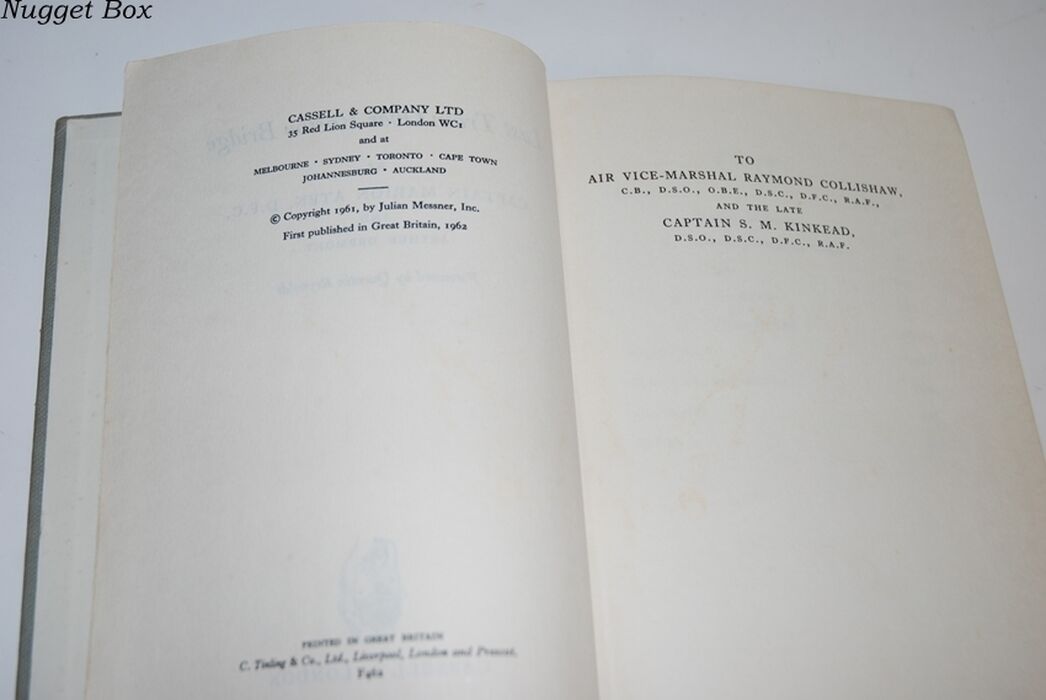 Nugget Box
CASSELL & COMPANY LTD
35 Red Lion Square · London WC1
and at
MELBOURNE · SYDNEY · TORONTO · CAPE TOWN
JOHANNESBURG · AUCKLAND
© Copyright 1961, by Julian Messner, Inc.
First published in Great Britain, 1962
PRINTED IN GREAT BRITAIN
C. Tinling & Co., Ltd., Liverpool, London and Prescot.
F962
TO
AIR VICE-MARSHAL RAYMOND COLLISHAW,
C.B., D.S.O., O.B.E., D.S.C., D.F.C., R.A.F.,
AND THE LATE
CAPTAIN S. M. KINKEAD,
D.S.O., D.S.C., D.F.C., R.A.F.